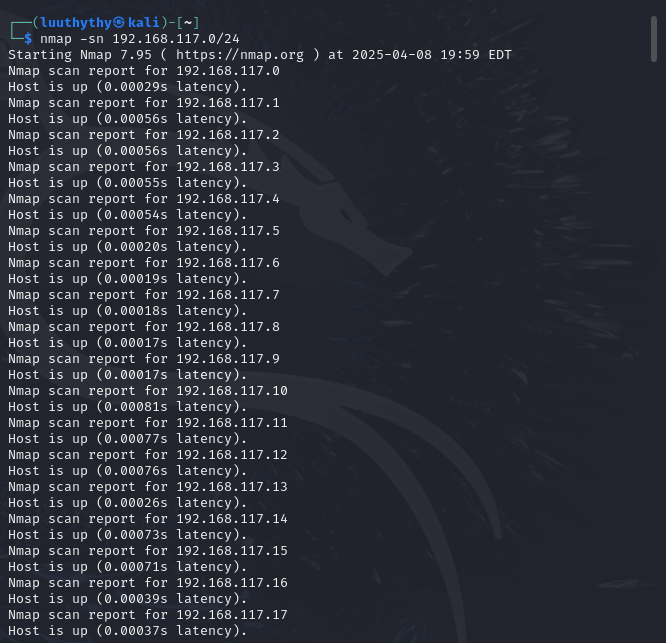 ┌──(luuthythy㉿kali)-[~]
└─$ nmap -sn 192.168.117.0/24
Starting Nmap 7.95 ( https://nmap.org ) at 2025-04-08 19:59 EDT
Nmap scan report for 192.168.117.0
Host is up (0.00029s latency).
Nmap scan report for 192.168.117.1
Host is up (0.00056s latency).
Nmap scan report for 192.168.117.2
Host is up (0.00056s latency).
Nmap scan report for 192.168.117.3
Host is up (0.00055s latency).
Nmap scan report for 192.168.117.4
Host is up (0.00054s latency).
Nmap scan report for 192.168.117.5
Host is up (0.00020s latency).
Nmap scan report for 192.168.117.6
Host is up (0.00019s latency).
Nmap scan report for 192.168.117.7
Host is up (0.00018s latency).
Nmap scan report for 192.168.117.8
Host is up (0.00017s latency).
Nmap scan report for 192.168.117.9
Host is up (0.00017s latency).
Nmap scan report for 192.168.117.10
Host is up (0.00081s latency).
Nmap scan report for 192.168.117.11
Host is up (0.00077s latency).
Nmap scan report for 192.168.117.12
Host is up (0.00076s latency).
Nmap scan report for 192.168.117.13
Host is up (0.00026s latency).
Nmap scan report for 192.168.117.14
Host is up (0.00073s latency).
Nmap scan report for 192.168.117.15
Host is up (0.00071s latency).
Nmap scan report for 192.168.117.16
Host is up (0.00039s latency).
Nmap scan report for 192.168.117.17
Host is up (0.00037s latency).